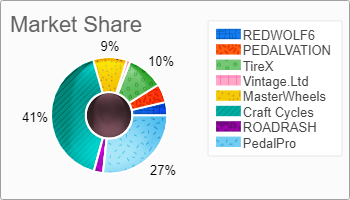 Market Share
9%
10%
41%
27%
REDWOLF6
PEDALVATION
TireX
Vintage.Ltd
MasterWheels
Craft Cycles
ROADRASH
PedalPro